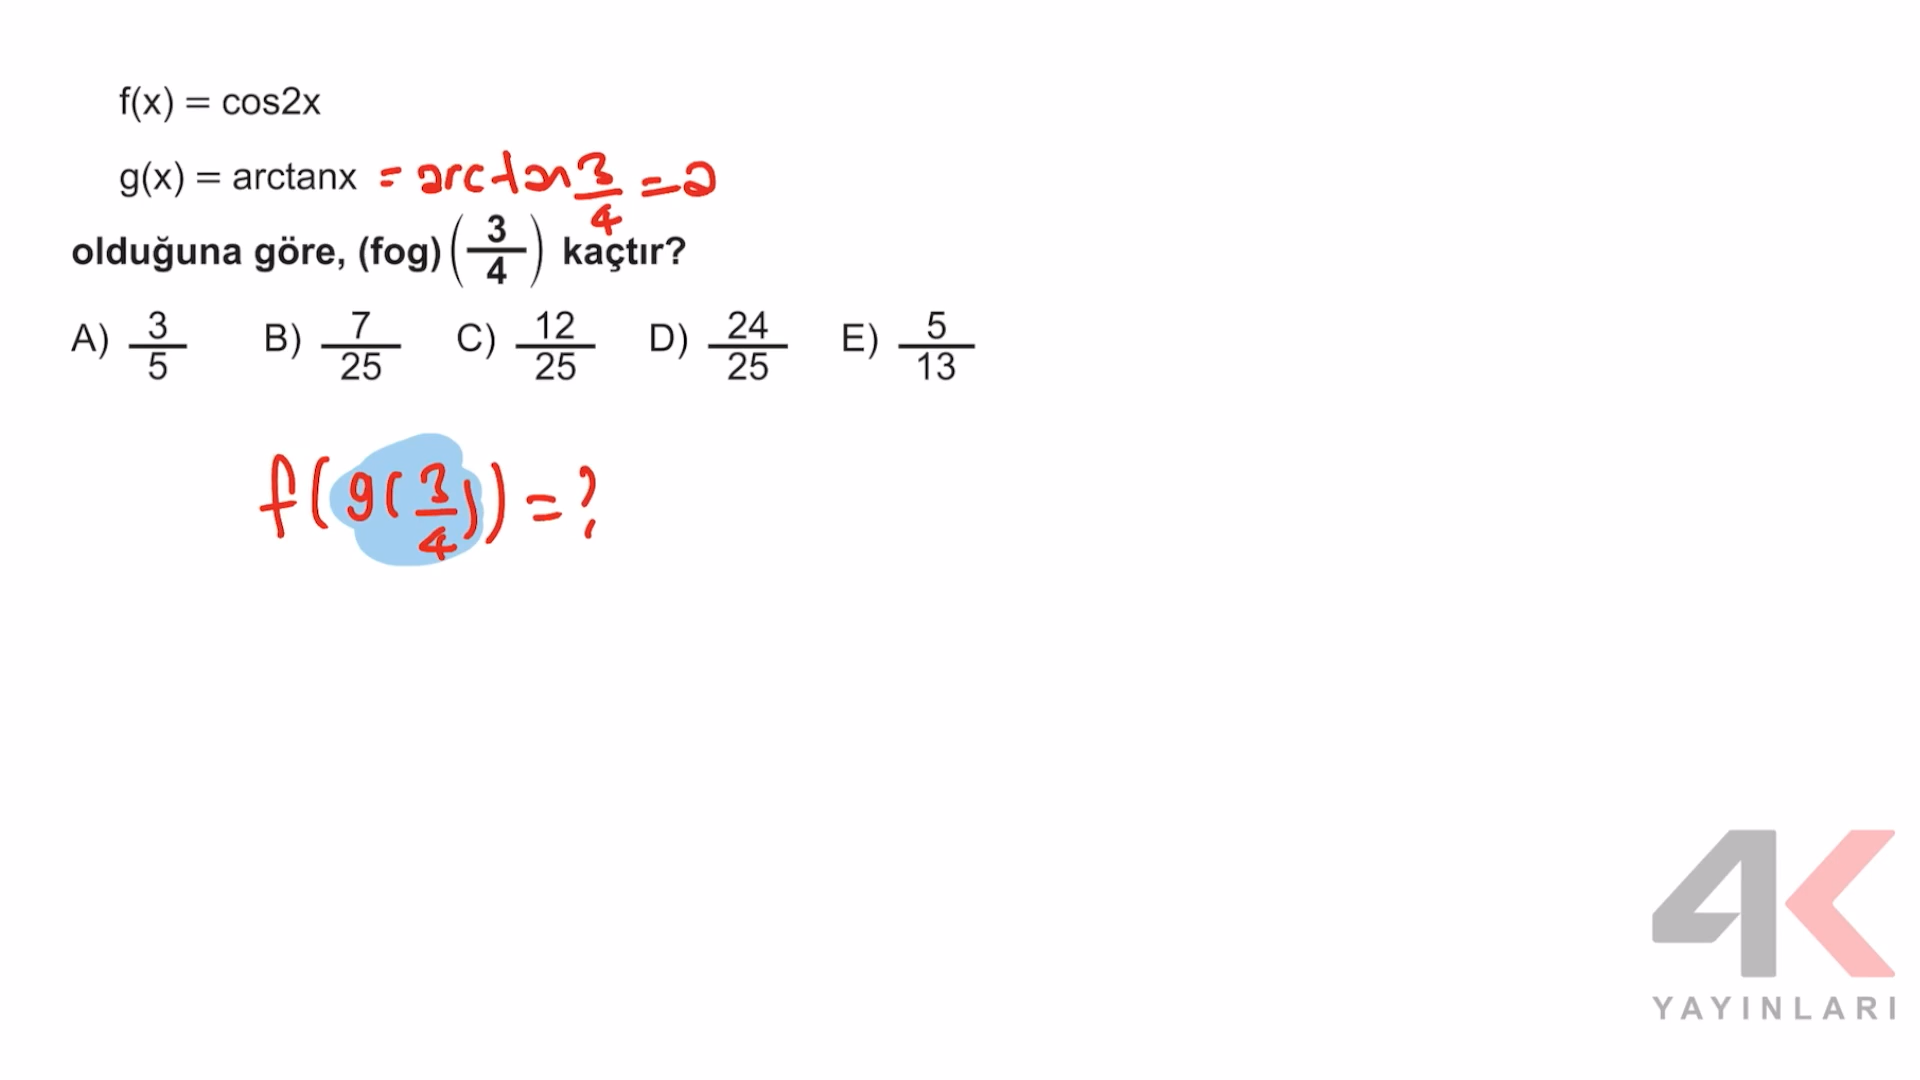 f(x) = cos2x
g(x) = arctanx = arctan 3/4 = a
olduğuna göre, (fog)(3/4) kaçtır?
A) 3/5 B) 7/25 C) 12/25 D) 24/25 E) 5/13
f(g(3/4)) = ?
4K
YAYINLARI